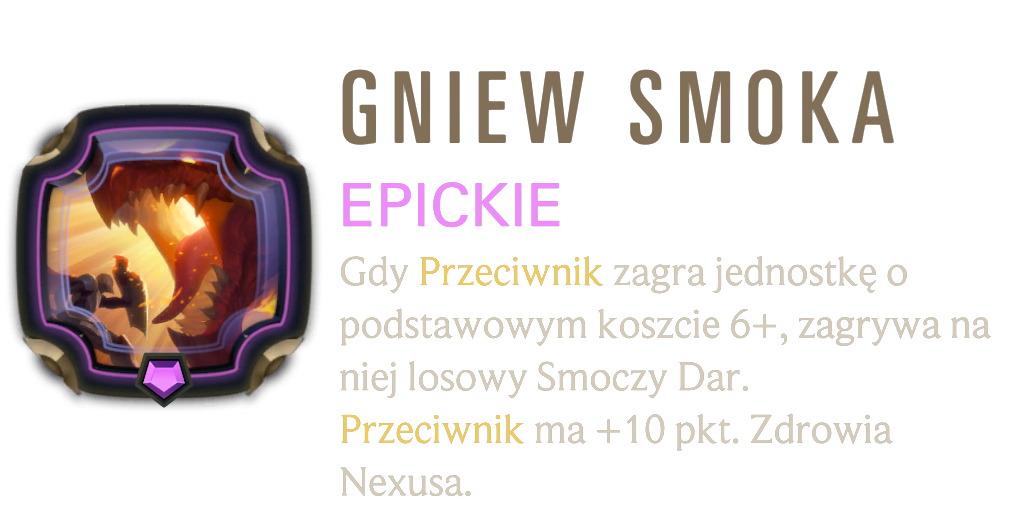 GNIEW SMOKA
EPICKIE
Gdy Przeciwnik zagra jednostkę o
podstawowym koszcie 6+, zagrywa na
niej losowy Smoczy Dar.
Przeciwnik ma +10 pkt. Zdrowia
Nexusa.